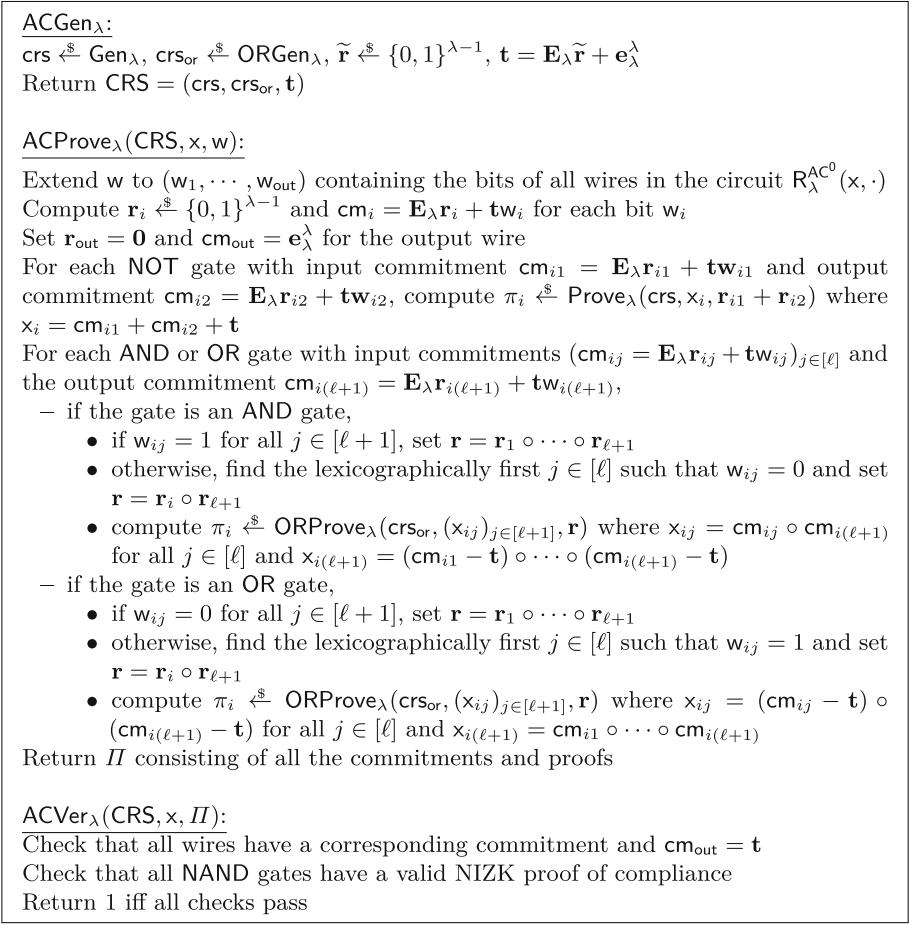 ACGen_λ:
crs ←$ Gen_λ, crs_or ←$ ORGen_λ, r̃ ←$ {0, 1}^{λ−1}, t = E_λ r̃ + e_λ^λ
Return CRS = (crs, crs_or, t)
ACProve_λ(CRS, x, w):
Extend w to (w_1, ··· , w_out) containing the bits of all wires in the circuit R_λ^{AC^0}(x, ·)
Compute r_i ←$ {0, 1}^{λ−1} and cm_i = E_λ r_i + tw_i for each bit w_i
Set r_out = 0 and cm_out = e_λ^λ for the output wire
For each NOT gate with input commitment cm_{i1} = E_λ r_{i1} + tw_{i1} and output
commitment cm_{i2} = E_λ r_{i2} + tw_{i2}, compute π_i ←$ Prove_λ(crs, x_i, r_{i1} + r_{i2}) where
x_i = cm_{i1} + cm_{i2} + t
For each AND or OR gate with input commitments (cm_{ij} = E_λ r_{ij} + tw_{ij})_{j∈[ℓ]} and
the output commitment cm_{i(ℓ+1)} = E_λ r_{i(ℓ+1)} + tw_{i(ℓ+1)},
– if the gate is an AND gate,
• if w_{ij} = 1 for all j ∈ [ℓ + 1], set r = r_1 ∘ ··· ∘ r_{ℓ+1}
• otherwise, find the lexicographically first j ∈ [ℓ] such that w_{ij} = 0 and set
r = r_i ∘ r_{ℓ+1}
• compute π_i ←$ ORProve_λ(crs_or, (x_{ij})_{j∈[ℓ+1]}, r) where x_{ij} = cm_{ij} ∘ cm_{i(ℓ+1)}
for all j ∈ [ℓ] and x_{i(ℓ+1)} = (cm_{i1} − t) ∘ ··· ∘ (cm_{i(ℓ+1)} − t)
– if the gate is an OR gate,
• if w_{ij} = 0 for all j ∈ [ℓ + 1], set r = r_1 ∘ ··· ∘ r_{ℓ+1}
• otherwise, find the lexicographically first j ∈ [ℓ] such that w_{ij} = 1 and set
r = r_i ∘ r_{ℓ+1}
• compute π_i ←$ ORProve_λ(crs_or, (x_{ij})_{j∈[ℓ+1]}, r) where x_{ij} = (cm_{ij} − t) ∘
(cm_{i(ℓ+1)} − t) for all j ∈ [ℓ] and x_{i(ℓ+1)} = cm_{i1} ∘ ··· ∘ cm_{i(ℓ+1)}
Return Π consisting of all the commitments and proofs
ACVer_λ(CRS, x, Π):
Check that all wires have a corresponding commitment and cm_out = t
Check that all NAND gates have a valid NIZK proof of compliance
Return 1 iff all checks pass